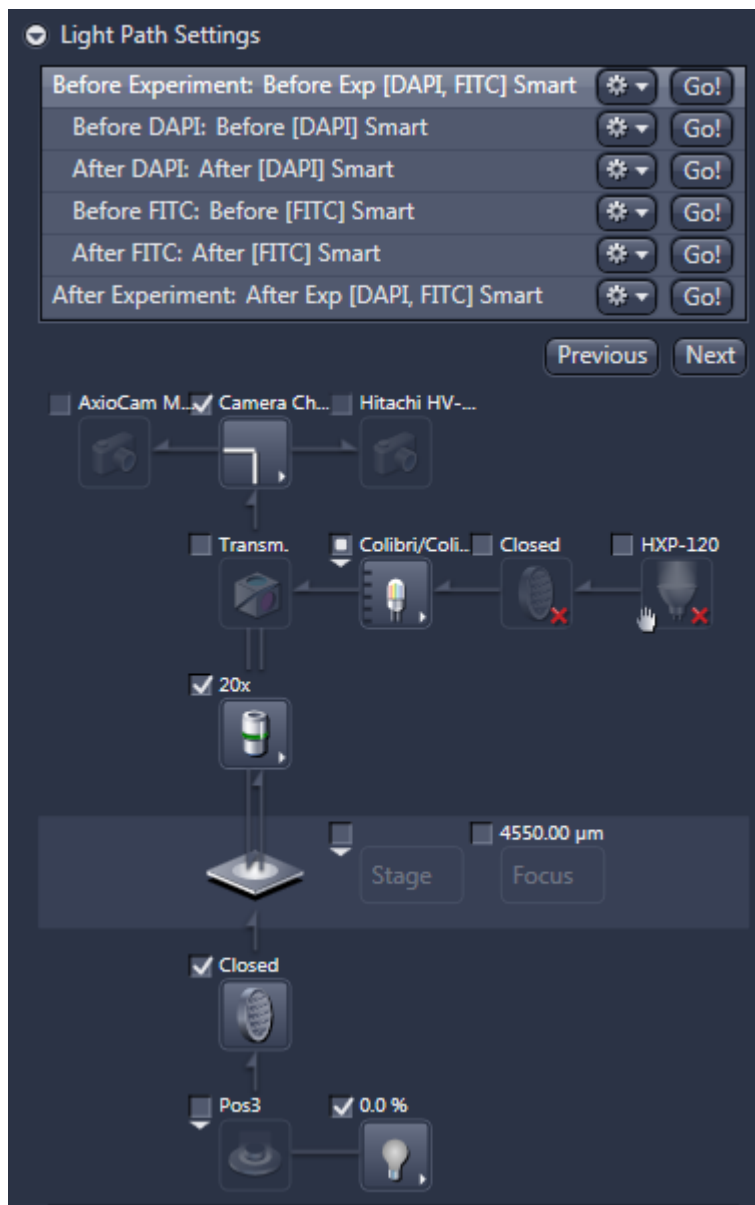 Light Path Settings
Before Experiment: Before Exp [DAPI, FITC] Smart Go!
Before DAPI: Before [DAPI] Smart Go!
After DAPI: After [DAPI] Smart Go!
Before FITC: Before [FITC] Smart Go!
After FITC: After [FITC] Smart Go!
After Experiment: After Exp [DAPI, FITC] Smart Go!
Previous Next
AxioCam M... Camera Ch... Hitachi HV-...
Transm. Colibri/Coli... Closed HXP-120
20x
4550.00 µm
Stage Focus
Closed
Pos3 0.0 %